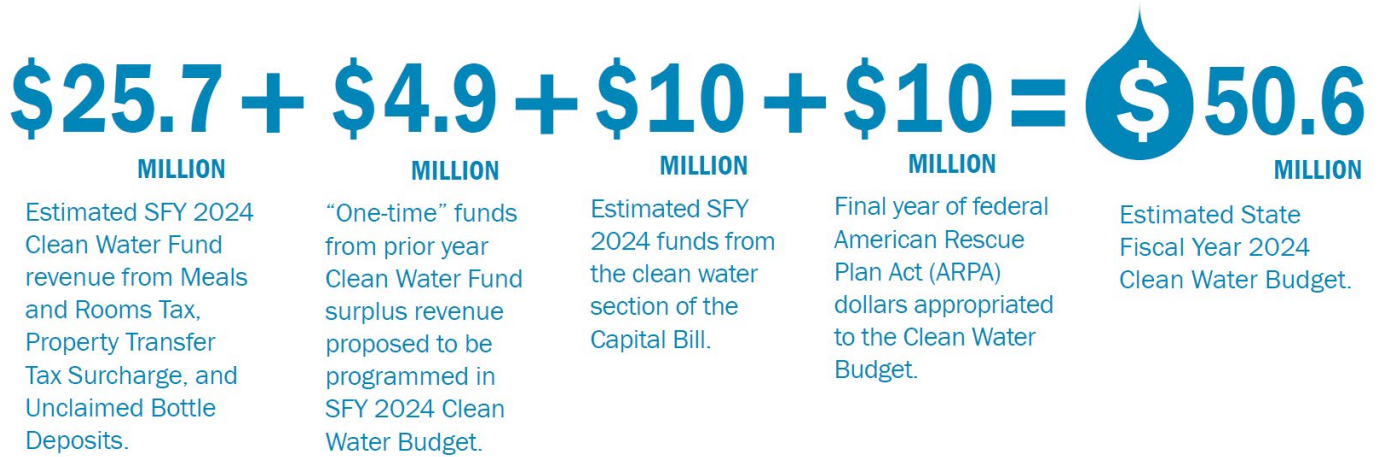 $25.7 + $4.9 + $10 + $10 = $50.6
MILLION MILLION MILLION MILLION MILLION
Estimated SFY 2024
Clean Water Fund
revenue from Meals
and Rooms Tax,
Property Transfer
Tax Surcharge, and
Unclaimed Bottle
Deposits.
“One-time” funds
from prior year
Clean Water Fund
surplus revenue
proposed to be
programmed in
SFY 2024 Clean
Water Budget.
Estimated SFY
2024 funds from
the clean water
section of the
Capital Bill.
Final year of federal
American Rescue
Plan Act (ARPA)
dollars appropriated
to the Clean Water
Budget.
Estimated State
Fiscal Year 2024
Clean Water Budget.